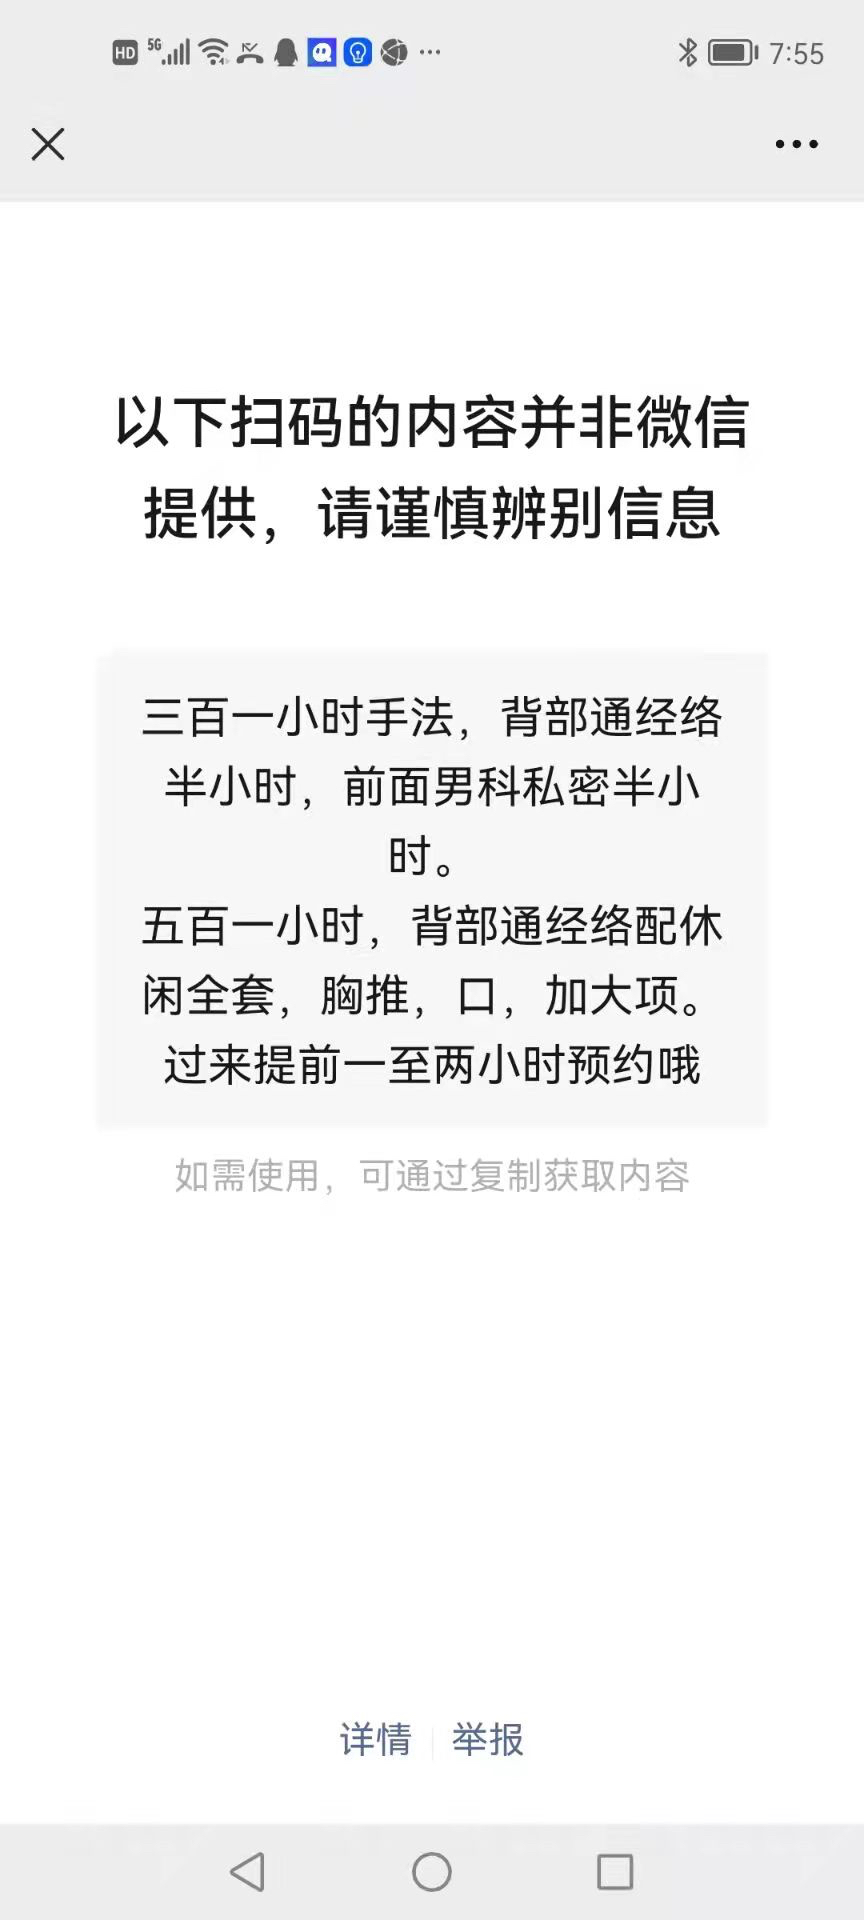 HD 5G 7:55
以下扫码的内容并非微信
提供，请谨慎辨别信息
三百一小时手法，背部通经络
半小时，前面男科私密半小
时。
五百一小时，背部通经络配休
闲全套，胸推，口，加大项。
过来提前一至两小时预约哦
如需使用，可通过复制获取内容
详情 举报